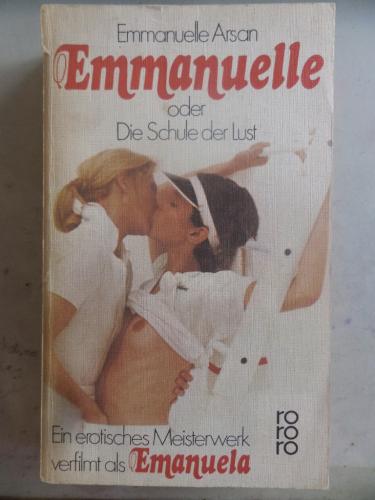 Emmanuelle Arsan
Emmanuelle
oder
Die Schule der Lust
Ein erotisches Meisterwerk
verfilmt als Emanuela
ro
ro
ro